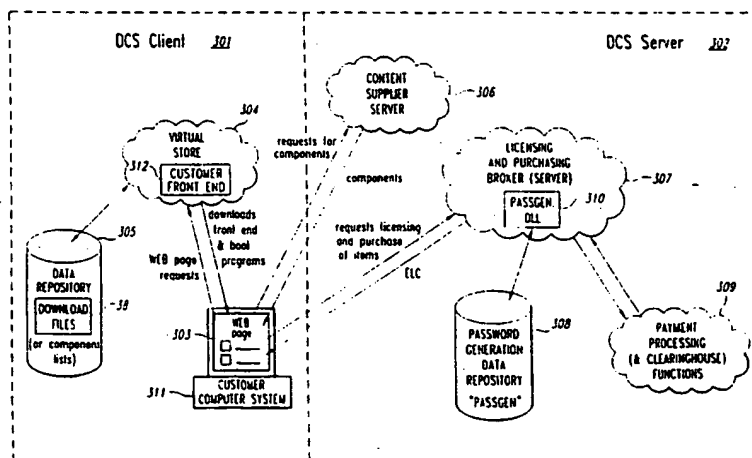 DCS Client 301
DCS Server 302
304
VIRTUAL
STORE
312
CUSTOMER
FRONT END
CONTENT
SUPPLIER
SERVER
306
requests for
components
components
LICENSING
AND PURCHASING
BROKER (SERVER)
307
PASSGEN.
DLL
310
305
DATA
REPOSITORY
38
DOWNLOAD
FILES
(or component
lists)
WEB page
requests
downloads
front end
& boot
programs
requests licensing
and purchase
of items
ELC
303
WEB
page
311
CUSTOMER
COMPUTER SYSTEM
PASSWORD
GENERATION
DATA
REPOSITORY
"PASSGEN"
308
309
PAYMENT
PROCESSING
(& CLEARINGHOUSE)
FUNCTIONS